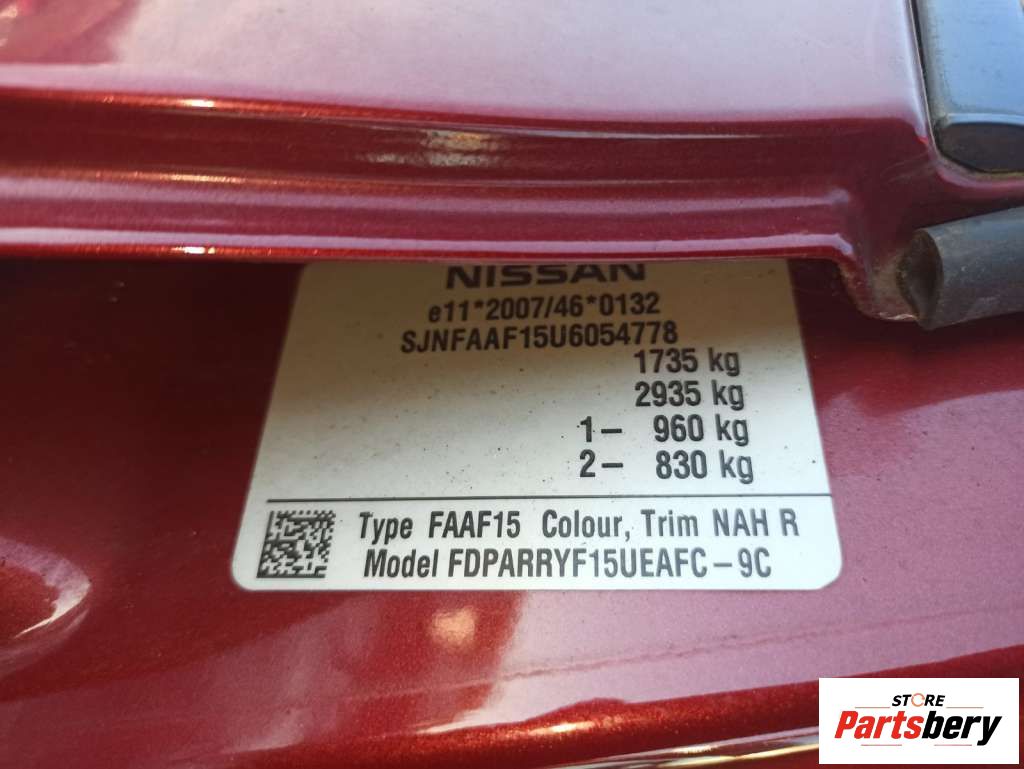 NISSAN
e11*2007/46*0132
SJNFAAF15U6054778
1735 kg
2935 kg
1- 960 kg
2- 830 kg
Type FAAF15 Colour, Trim NAH R
Model FDPARRYF15UEAFC-9C
STORE
Partsbery